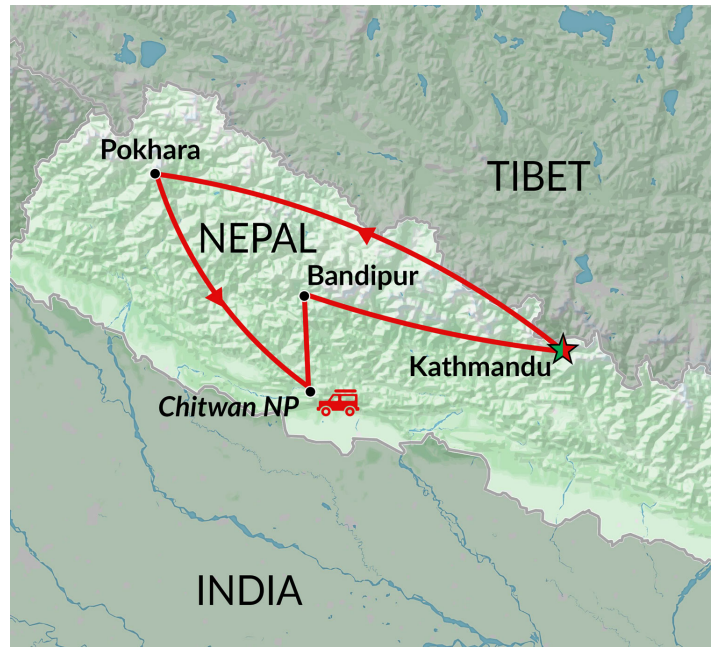 Pokhara
TIBET
NEPAL
Bandipur
Kathmandu
Chitwan NP
INDIA